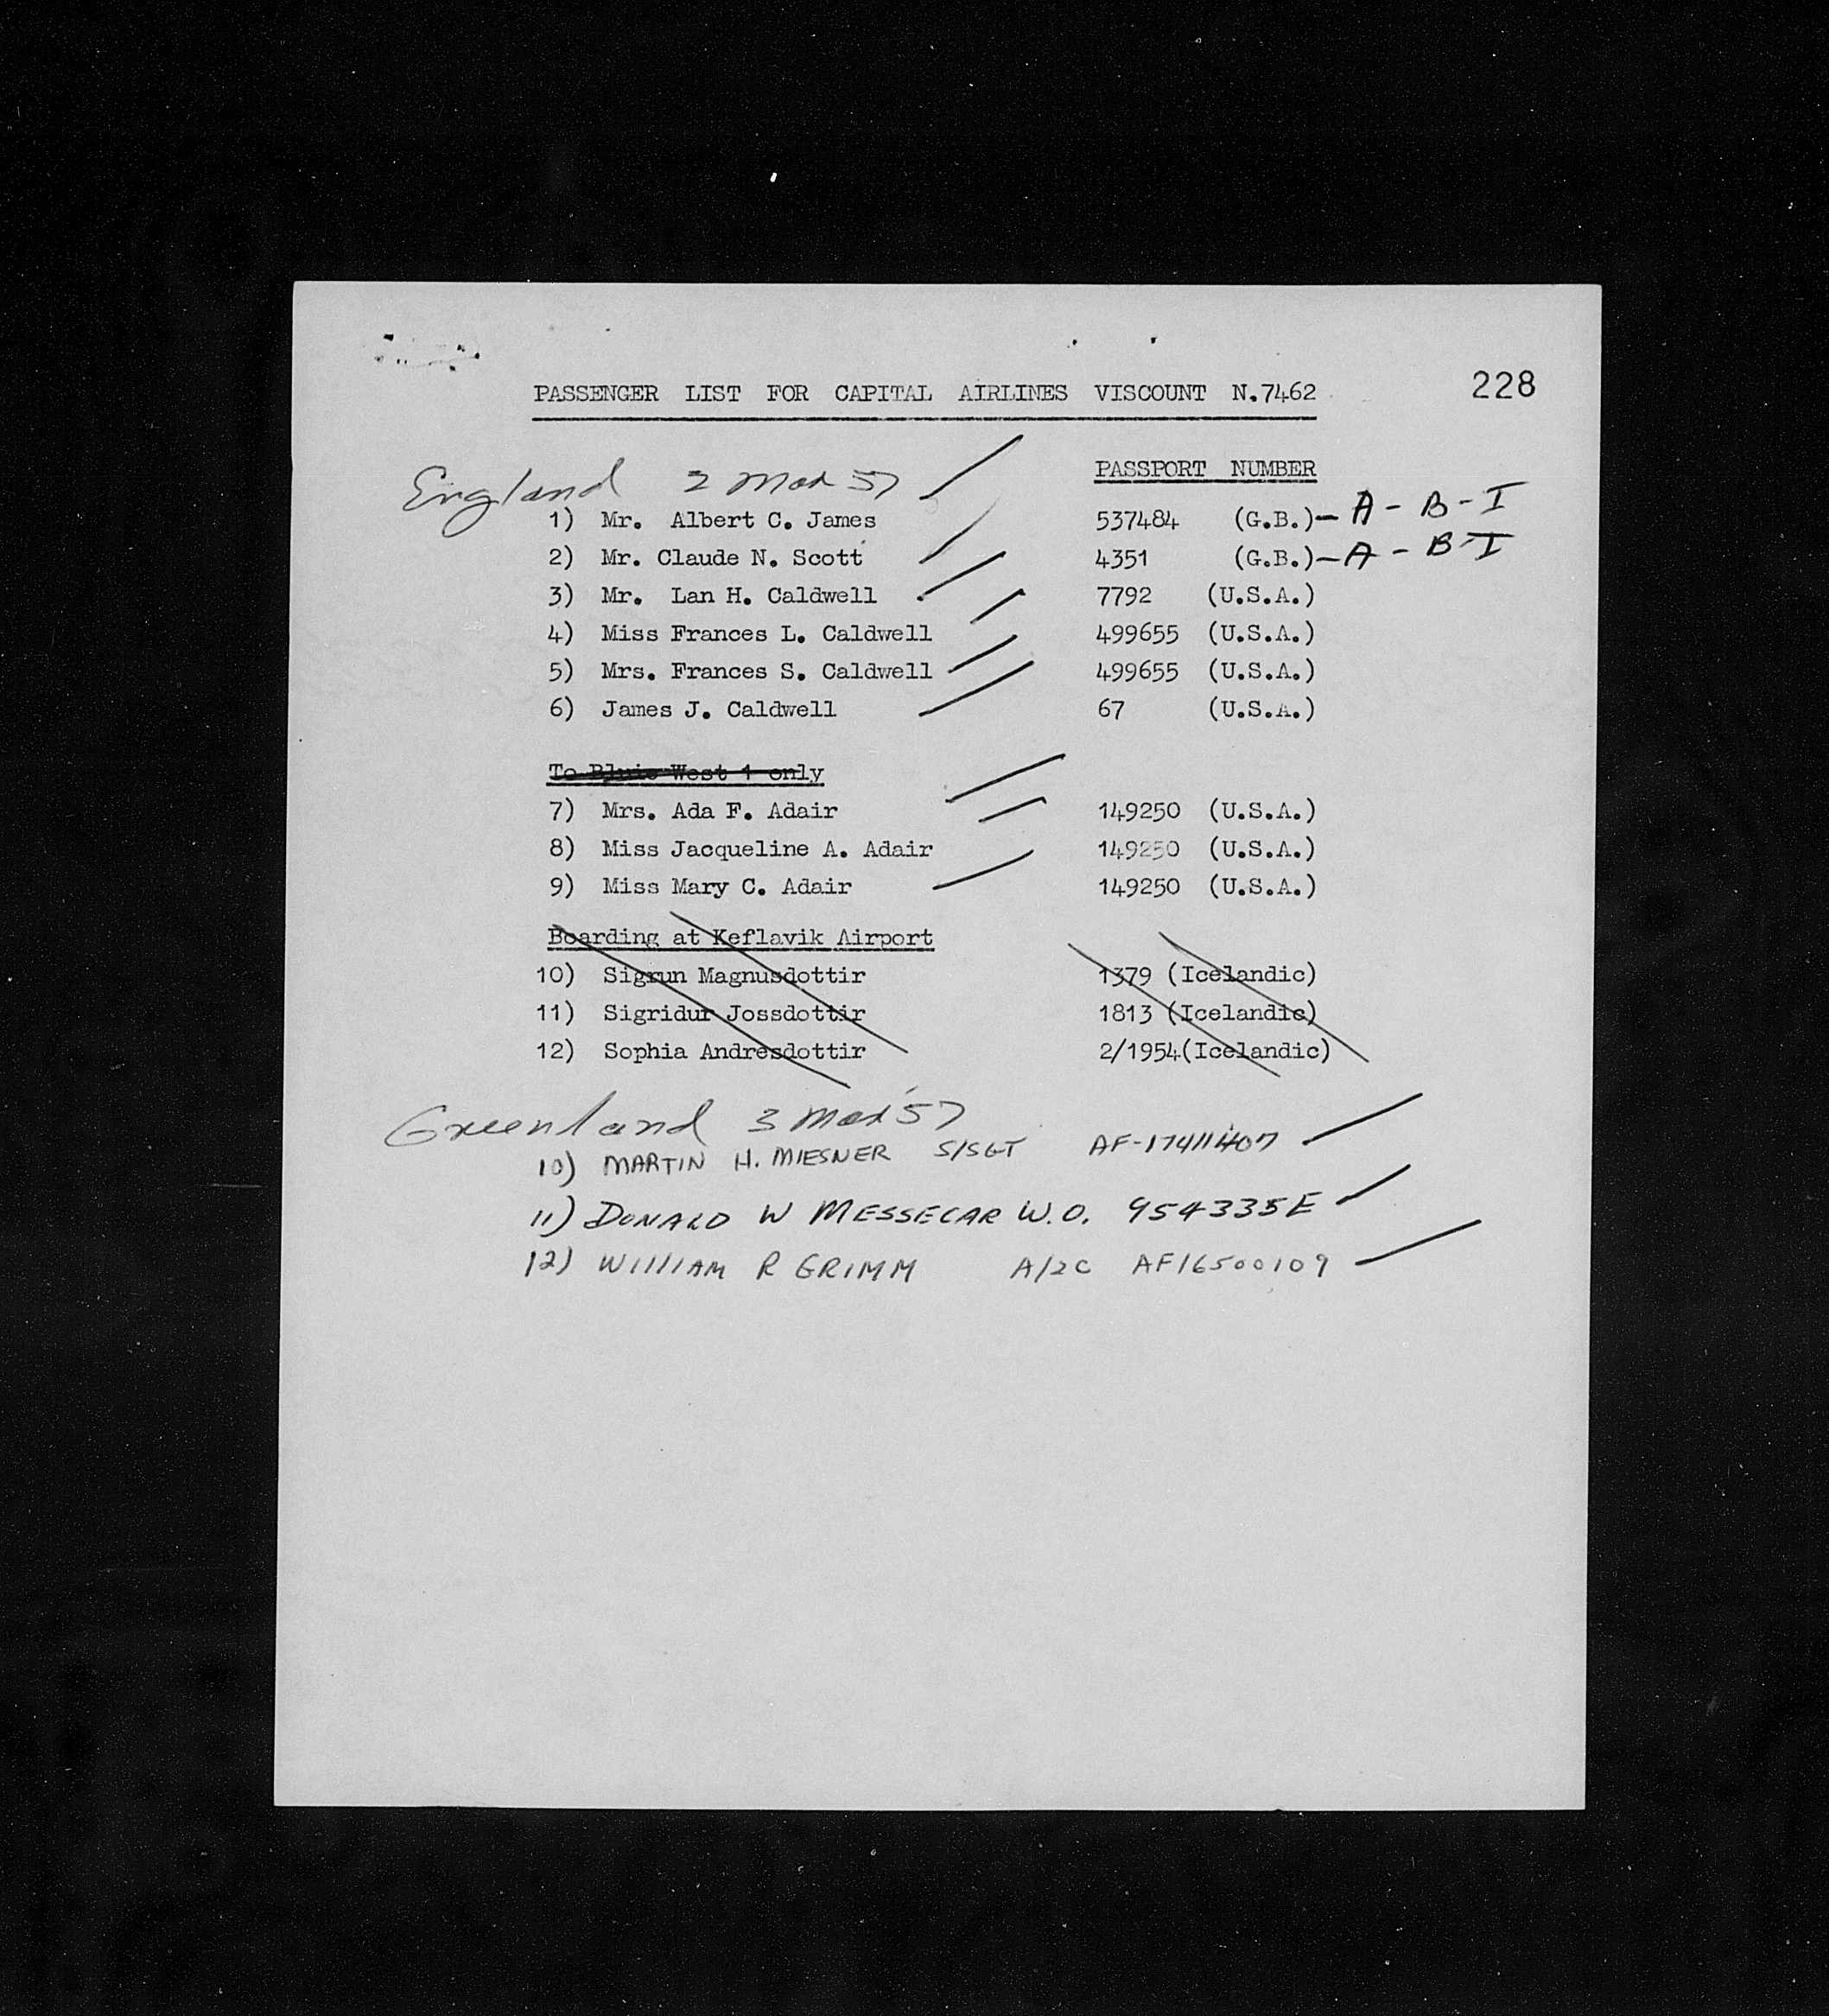 PASSENGER LIST FOR CAPITAL AIRLINES VISCOUNT N.7462 228
PASSPORT NUMBER
England 2 Mar 57
1) Mr. Albert C. James 537484 (G.B.) - A - B - I
2) Mr. Claude N. Scott 4351 (G.B.) - A - B - I
3) Mr. Lan H. Caldwell 7792 (U.S.A.)
4) Miss Frances L. Caldwell 499655 (U.S.A.)
5) Mrs. Frances S. Caldwell 499655 (U.S.A.)
6) James J. Caldwell 67 (U.S.A.)
To Bluie West 1 only
7) Mrs. Ada F. Adair 149250 (U.S.A.)
8) Miss Jacqueline A. Adair 149250 (U.S.A.)
9) Miss Mary C. Adair 149250 (U.S.A.)
Boarding at Keflavik Airport
10) Sigrun Magnusdottir 1379 (Icelandic)
11) Sigridur Jossdottir 1813 (Icelandic)
12) Sophia Andresdottir 2/1954(Icelandic)
Greenland 3 Mar 57
10) MARTIN H. MIESNER S/SGT AF-17411407
11) DONALD W MESSECAR W.O. 954335E
12) WILLIAM R GRIMM A/2C AF16500109